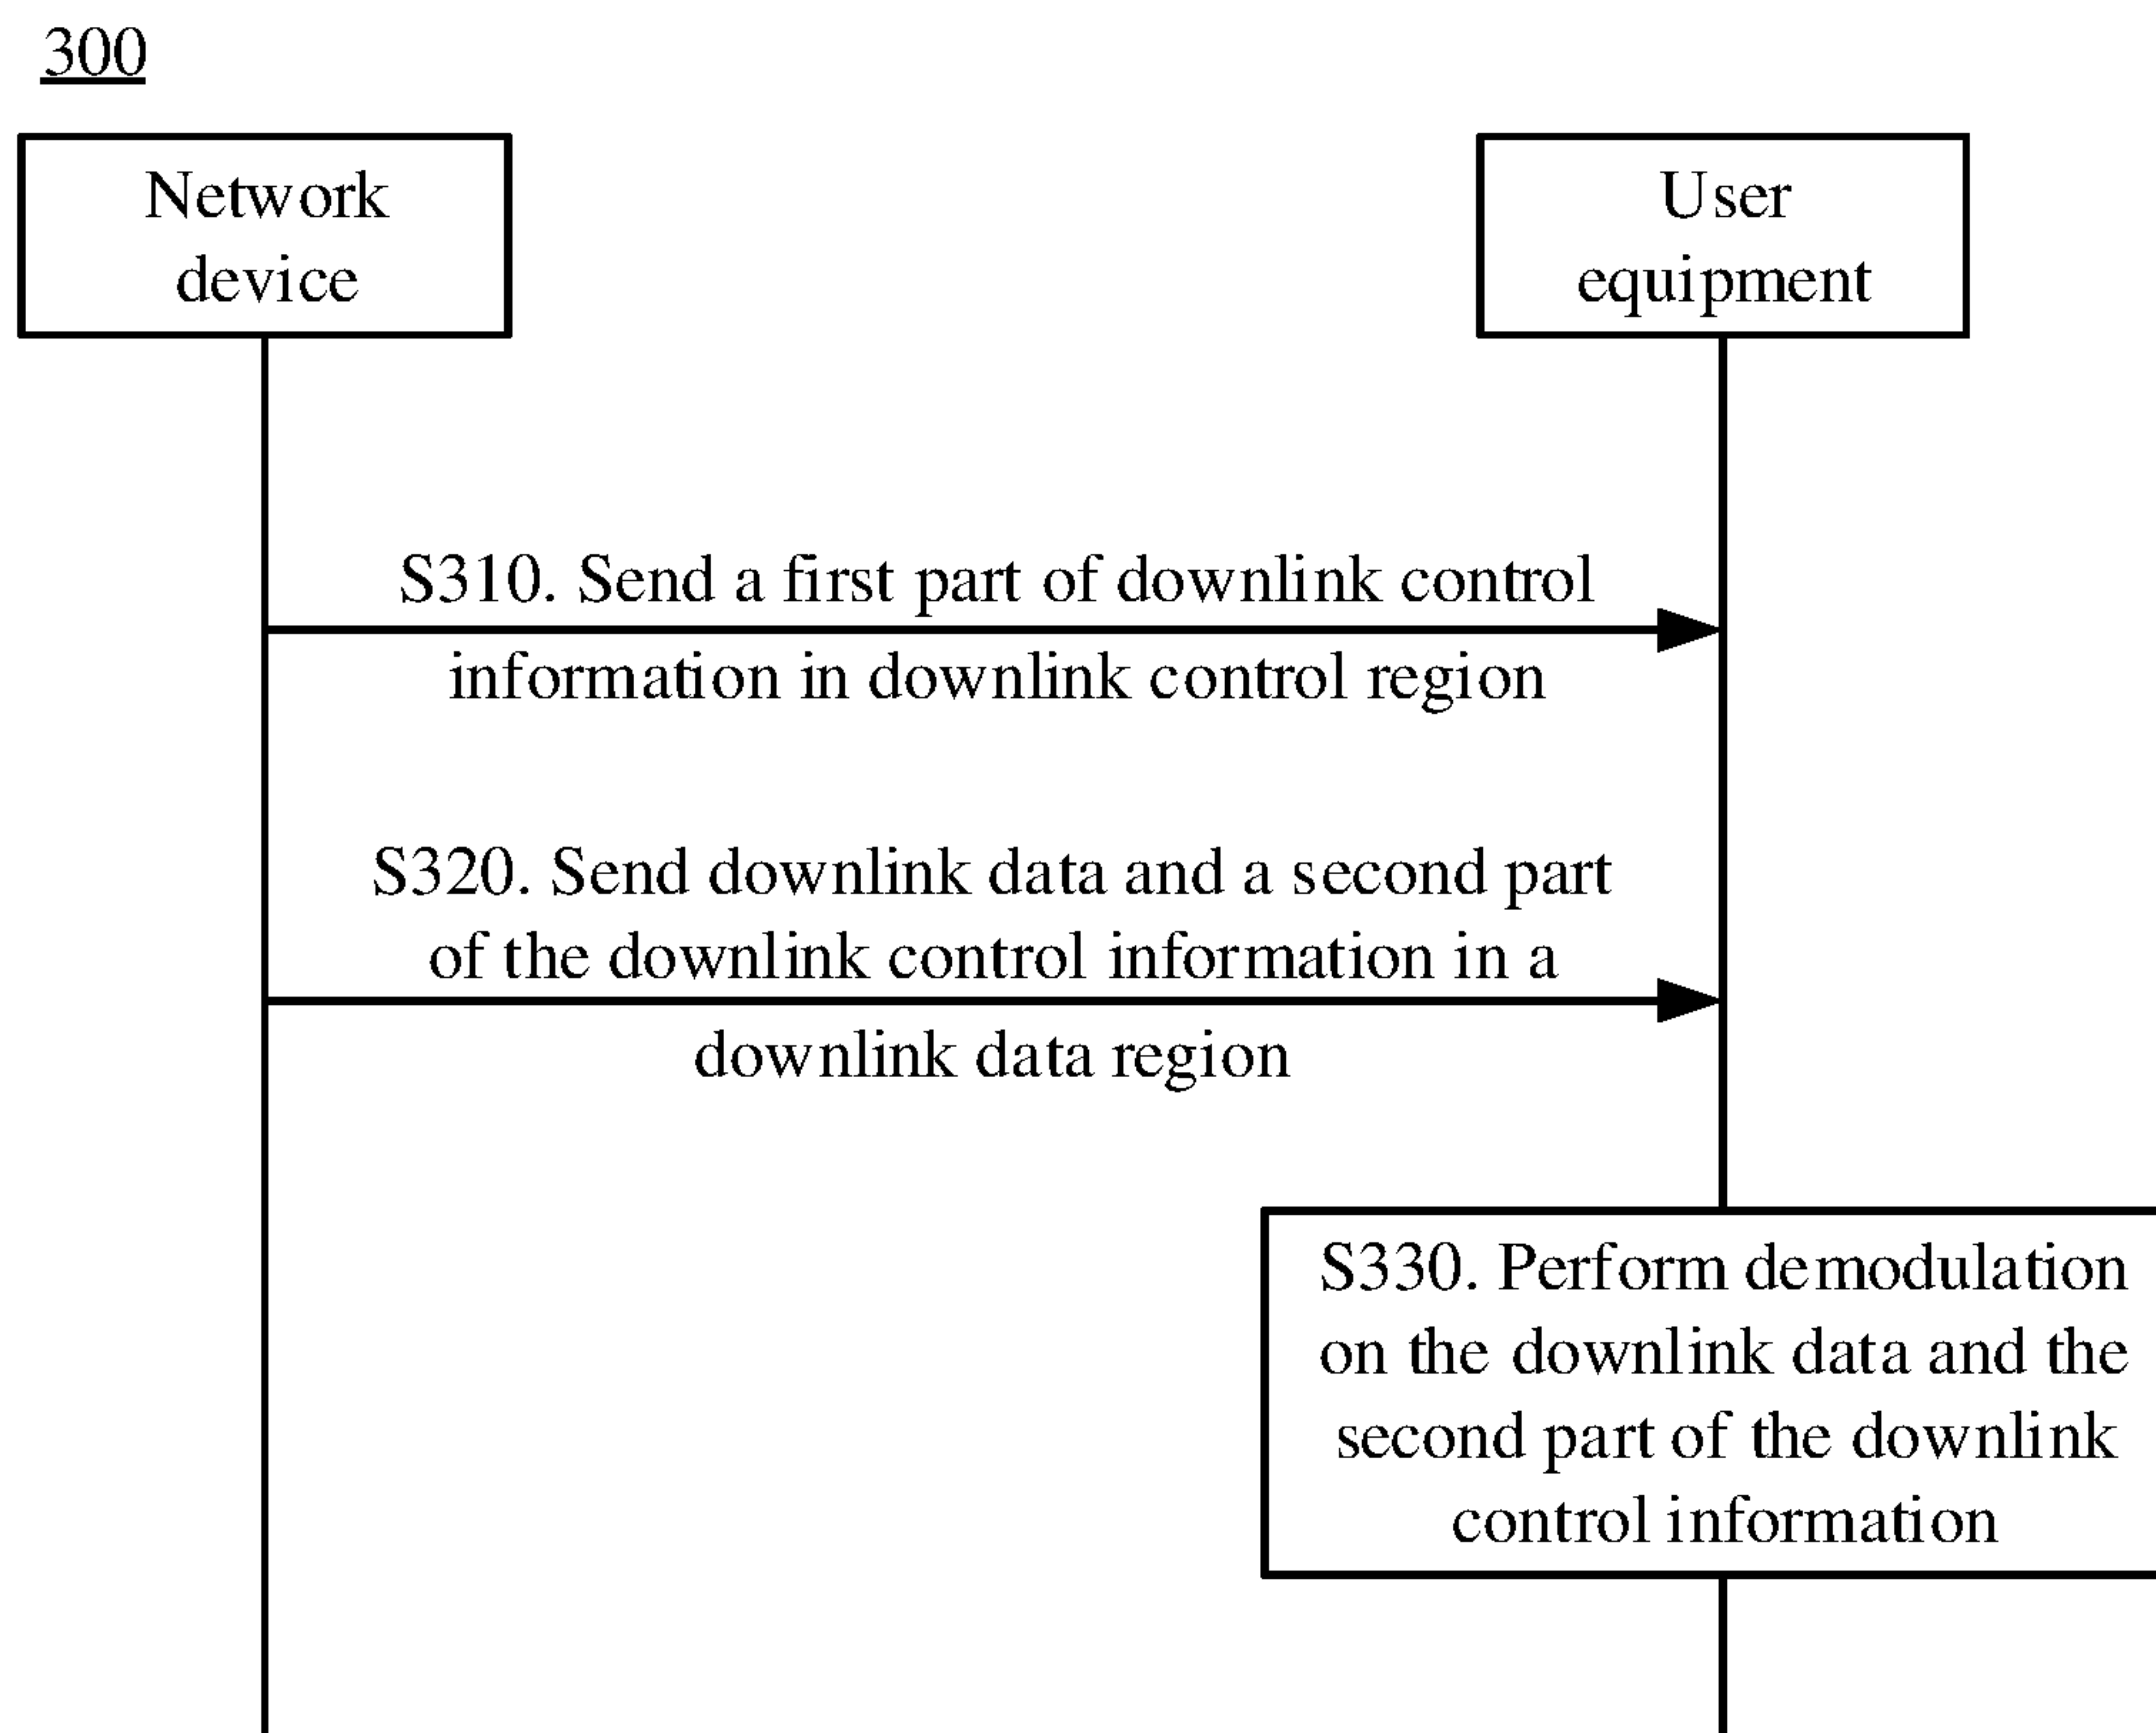 300
Network
device
User
equipment
S310. Send a first part of downlink control
information in downlink control region
S320. Send downlink data and a second part
of the downlink control information in a
downlink data region
S330. Perform demodulation
on the downlink data and the
second part of the downlink
control information